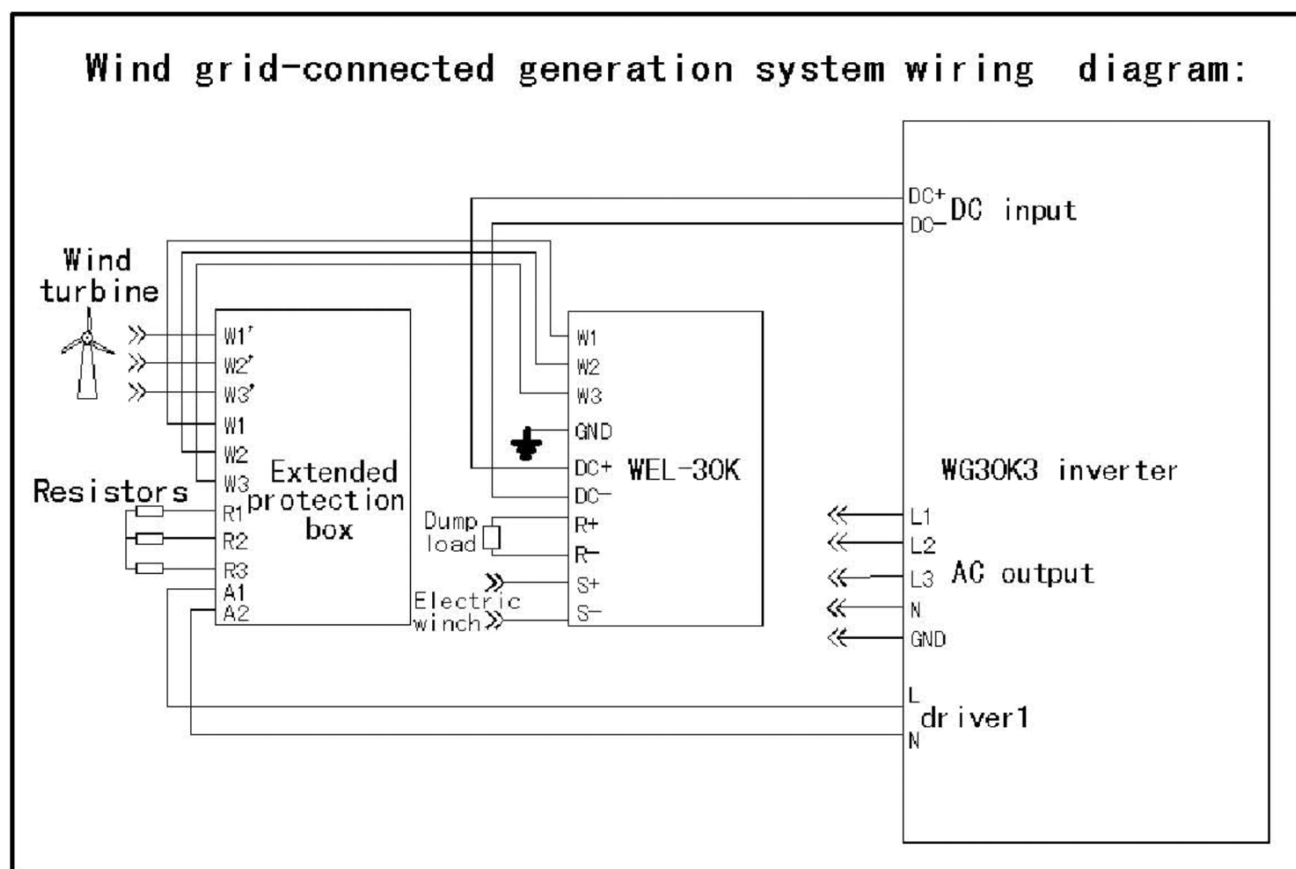 Wind grid-connected generation system wiring diagram:
Wind
turbine
W1'
W2'
W3'
W1
W2
W3
R1
R2
R3
A1
A2
Extended
protection
box
Resistors
W1
W2
W3
GND
DC+
DC-
R+
R-
S+
S-
WEL-30K
Dump
load
Electric
winch
DC+
DC-
DC input
WG30K3 inverter
L1
L2
L3
N
GND
AC output
L
N
driver1